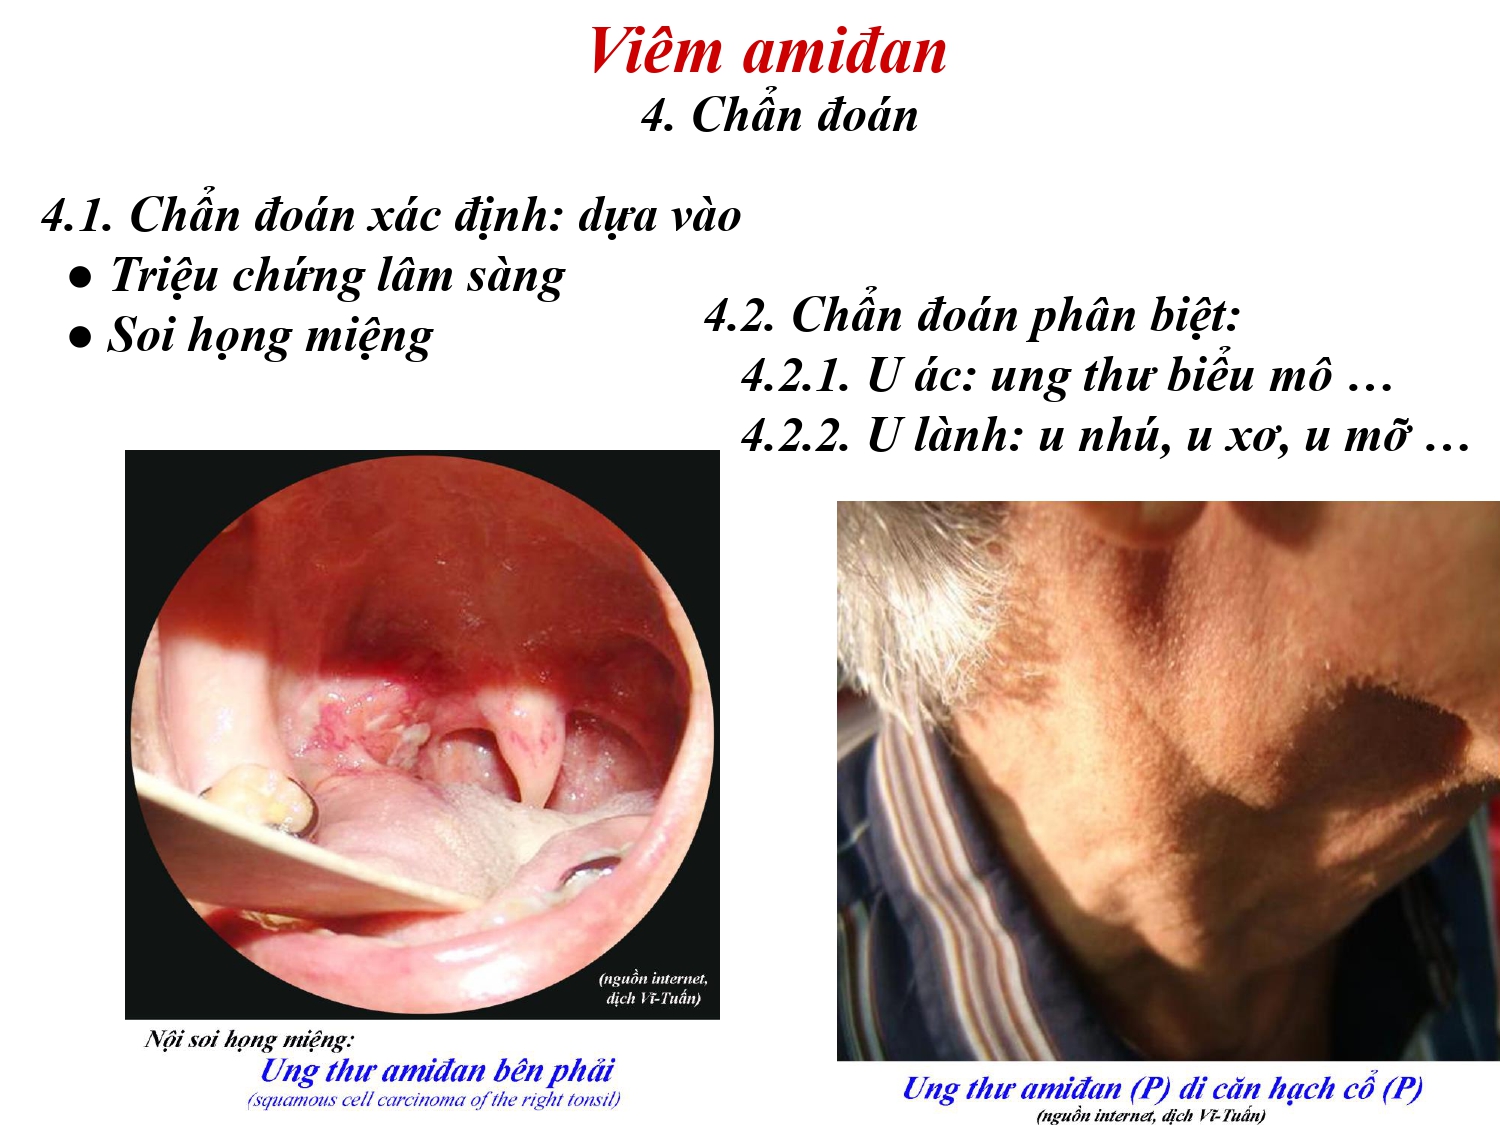 Viêm amiđan
4. Chẩn đoán
4.1. Chẩn đoán xác định: dựa vào
● Triệu chứng lâm sàng
● Soi họng miệng
4.2. Chẩn đoán phân biệt:
4.2.1. U ác: ung thư biểu mô …
4.2.2. U lành: u nhú, u xơ, u mỡ …
(nguồn internet,
dịch Vĩ-Tuấn)
Nội soi họng miệng:
Ung thư amiđan bên phải
(squamous cell carcinoma of the right tonsil)
Ung thư amiđan (P) di căn hạch cổ (P)
(nguồn internet, dịch Vĩ-Tuấn)